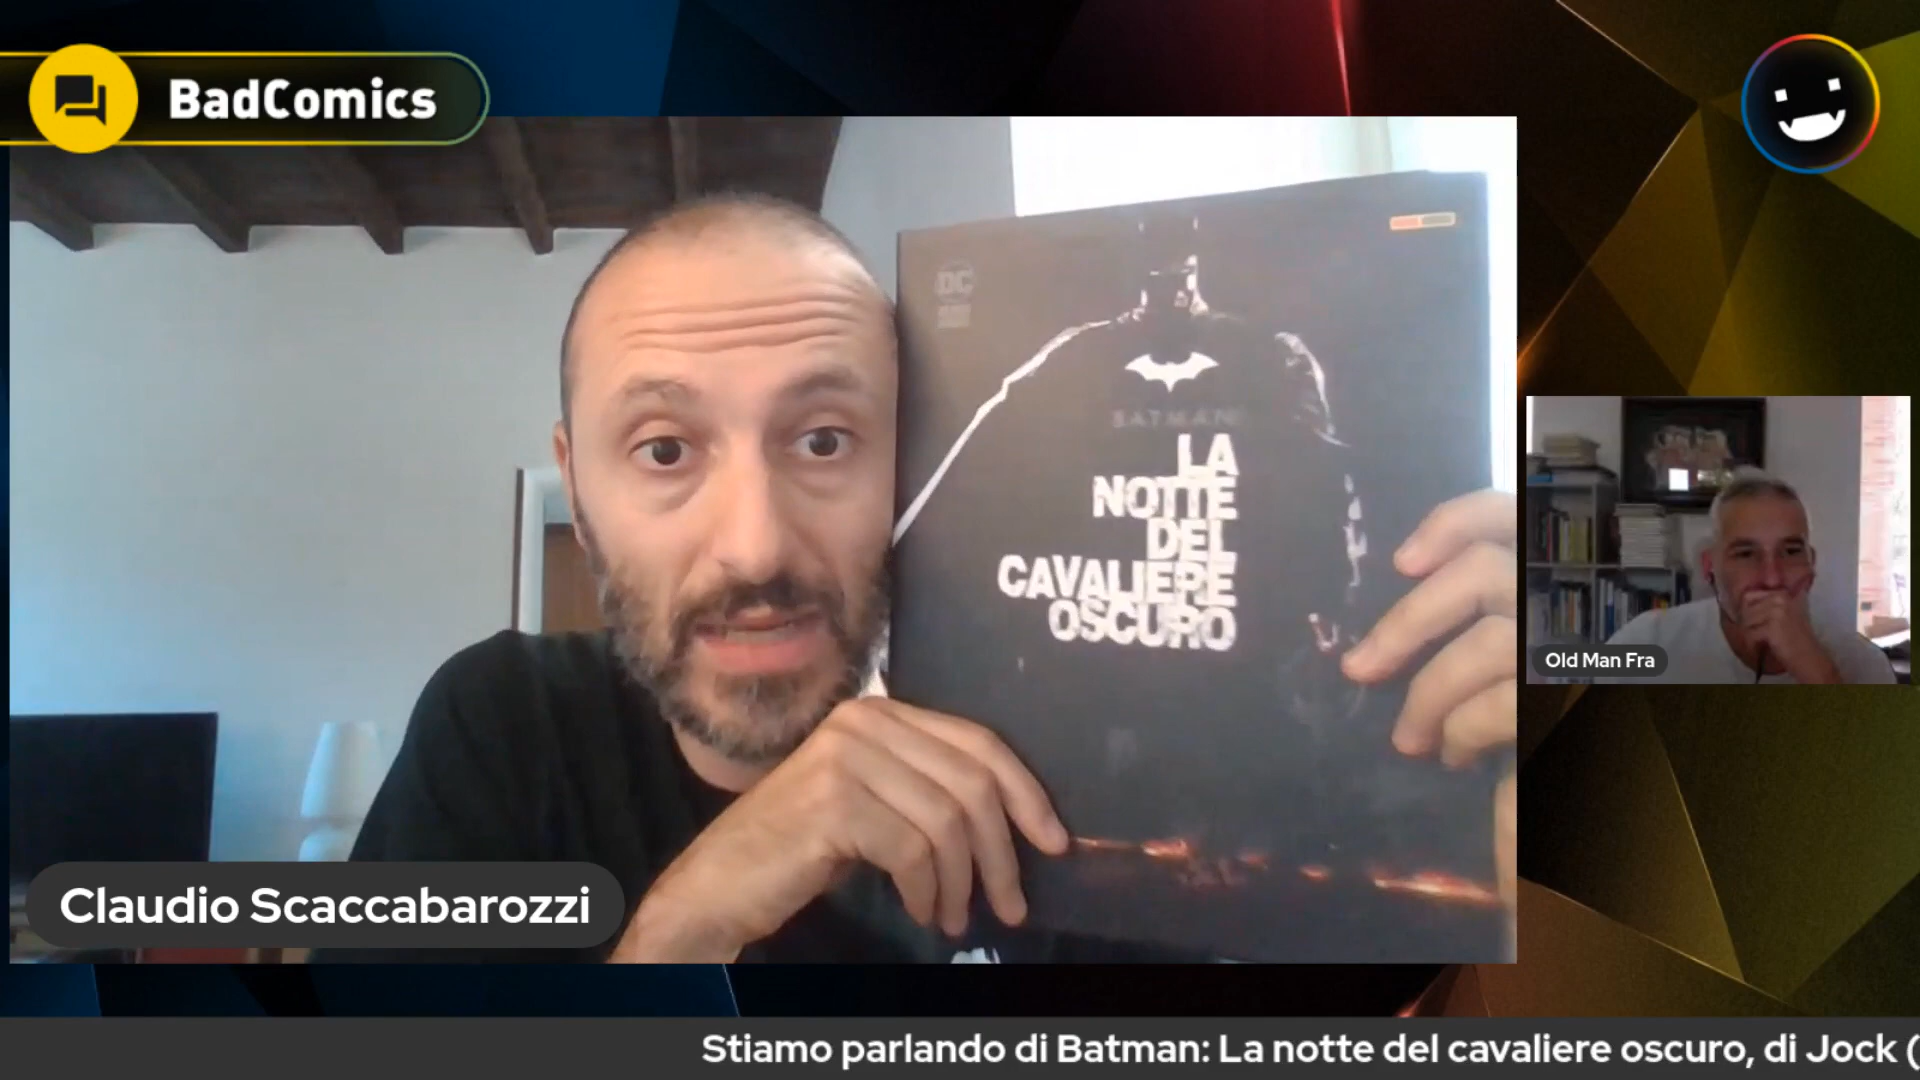 BadComics
DC
BATMAN
LA
NOTTE
DEL
CAVALIERE
OSCURO
Old Man Fra
Claudio Scaccabarozzi
Stiamo parlando di Batman: La notte del cavaliere oscuro, di Jock (